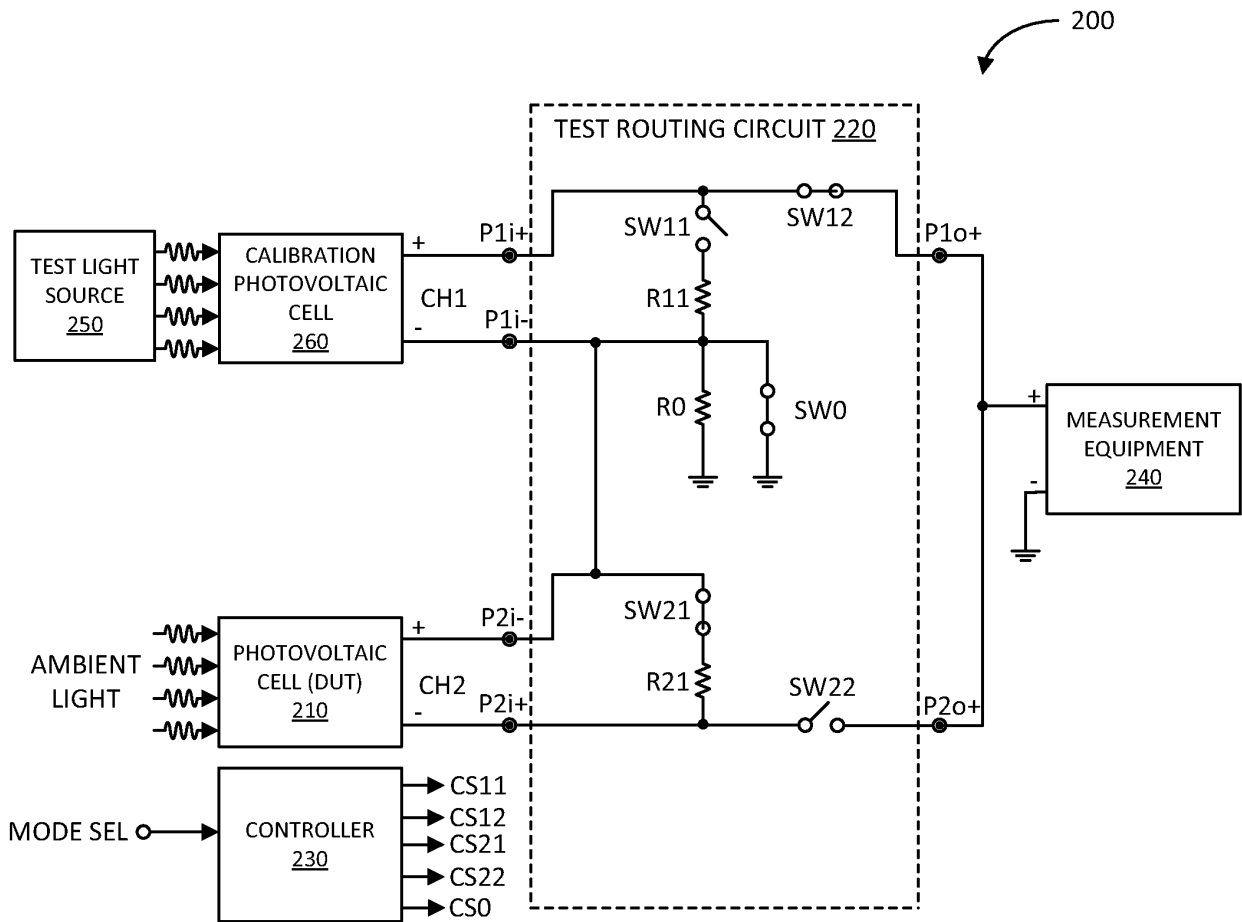 200
TEST ROUTING CIRCUIT 220
SW12
SW11
P1i+
P1o+
TEST LIGHT
SOURCE
250
CALIBRATION
PHOTOVOLTAIC
CELL
260
+
CH1
-
P1i-
R11
R0
SW0
+
MEASUREMENT
EQUIPMENT
240
-
AMBIENT
LIGHT
PHOTOVOLTAIC
CELL (DUT)
210
+
CH2
-
P2i-
P2i+
SW21
R21
SW22
P2o+
MODE SEL
CONTROLLER
230
CS11
CS12
CS21
CS22
CS0